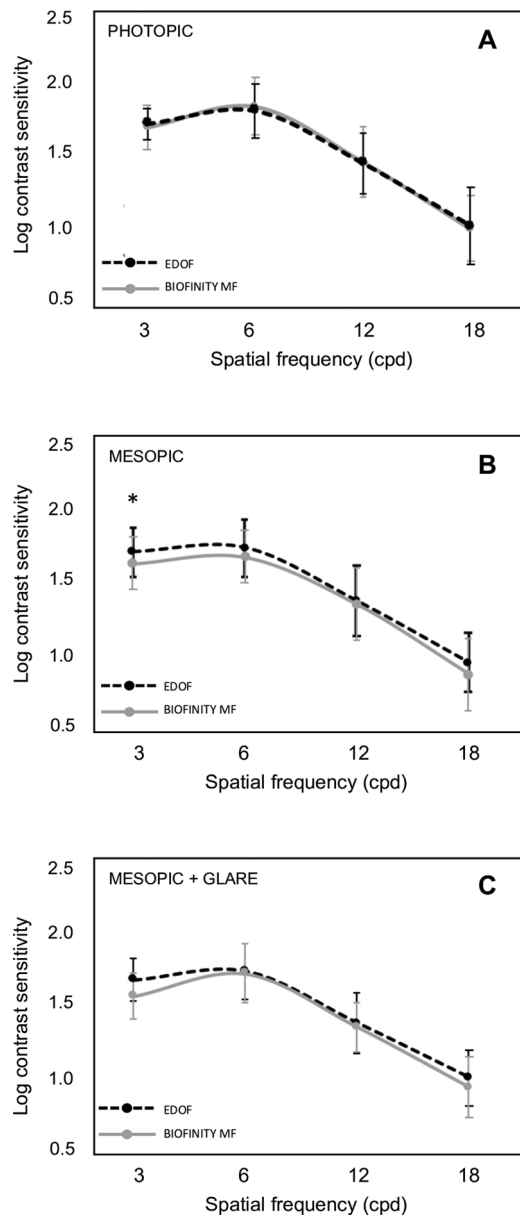 PHOTOPIC
A
2.5
2.0
1.5
1.0
0.5
Log contrast sensitivity
EDOF
BIOFINITY MF
3 6 12 18
Spatial frequency (cpd)
MESOPIC
B
*
2.5
2.0
1.5
1.0
0.5
Log contrast sensitivity
EDOF
BIOFINITY MF
3 6 12 18
Spatial frequency (cpd)
MESOPIC + GLARE
C
2.5
2.0
1.5
1.0
0.5
Log contrast sensitivity
EDOF
BIOFINITY MF
3 6 12 18
Spatial frequency (cpd)